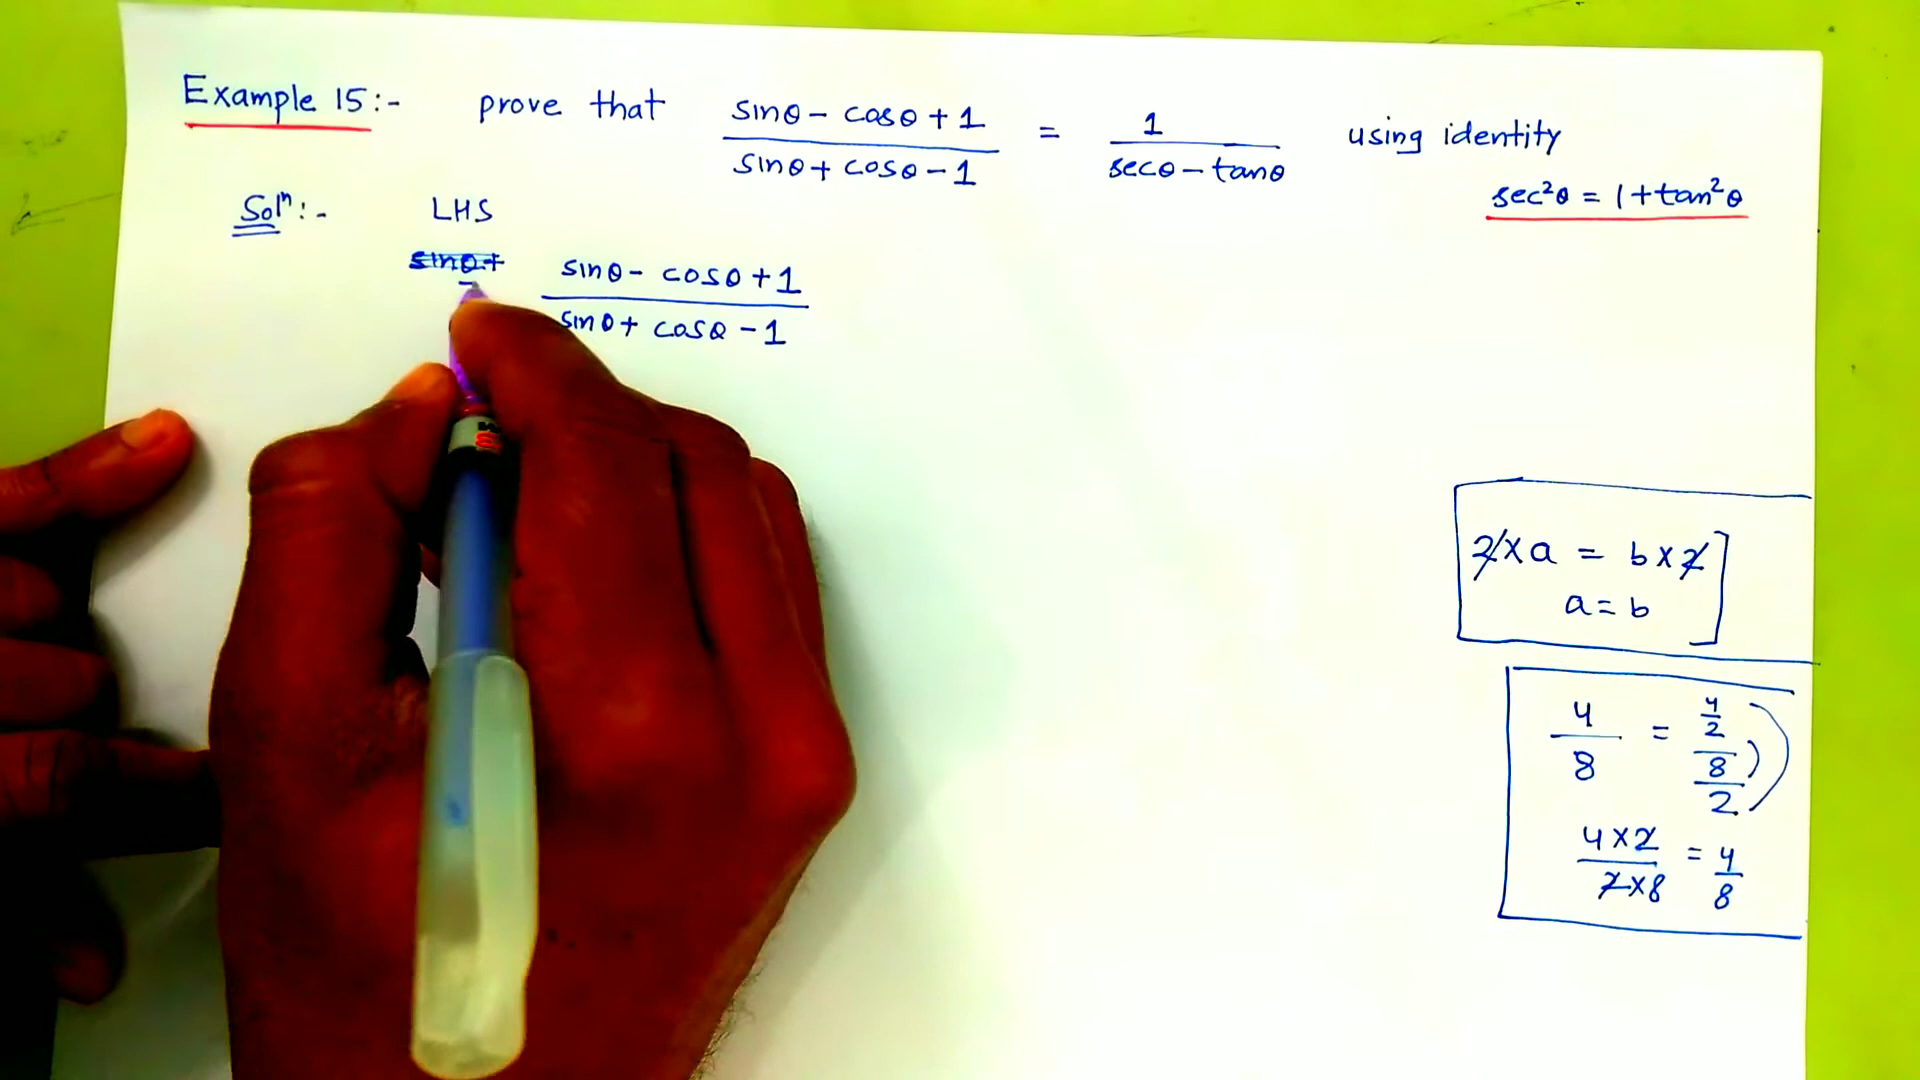 Example 15:- prove that sinθ - cosθ + 1 / sinθ + cosθ - 1 = 1 / secθ - tanθ using identity
sec²θ = 1 + tan²θ
Solⁿ:- LHS
sinθ+ sinθ - cosθ + 1 / sinθ + cosθ - 1
2 × a = b × 2
a = b
4 / 8 = 4/2 / 8/2
4 × 2 / 2 × 8 = 4 / 8